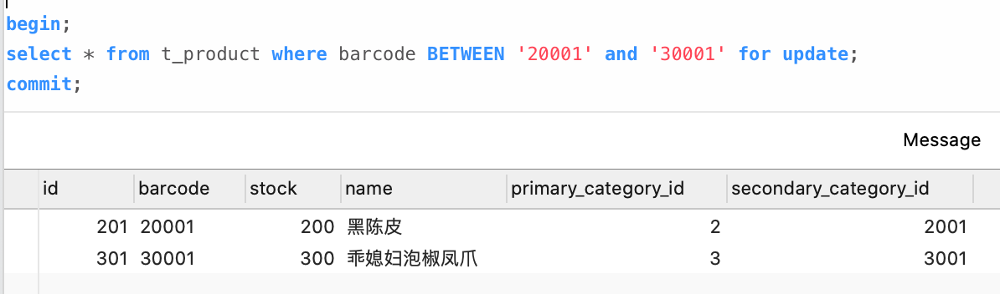 begin;
select * from t_product where barcode BETWEEN '20001' and '30001' for update;
commit;
Message
id barcode stock name primary_category_id secondary_category_id
201 20001 200 黑陈皮 2 2001
301 30001 300 乖媳妇泡椒凤爪 3 3001